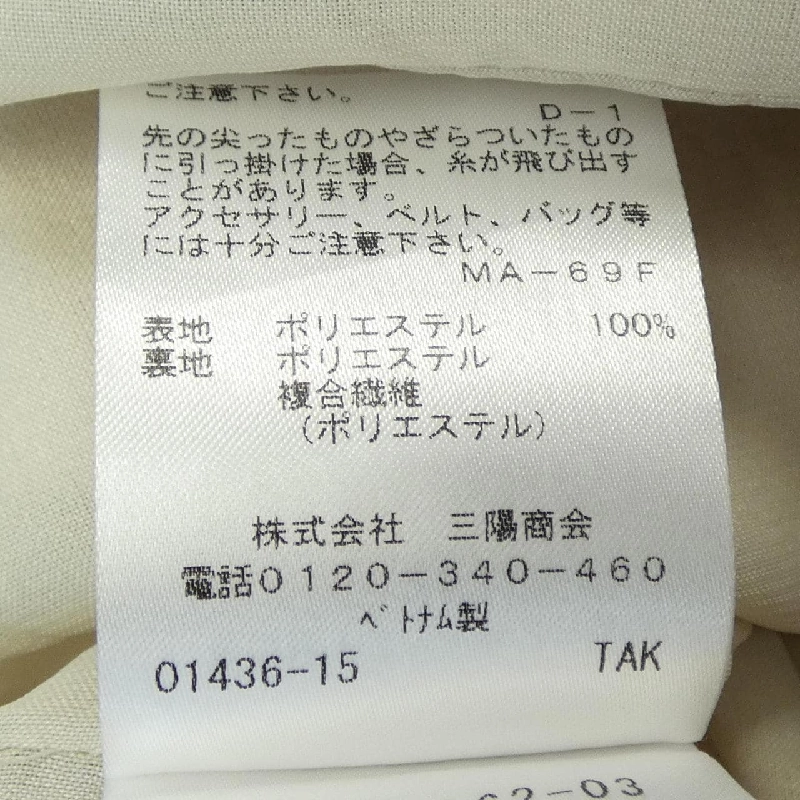 ご注意下さい。
D－1
先の尖ったものやざらついたもの
に引っ掛けた場合、糸が飛び出す
ことがあります。
アクセサリー、ベルト、バッグ等
には十分ご注意下さい。
MA－69F
表地 ポリエステル 100%
裏地 ポリエステル
複合繊維
(ポリエステル)
株式会社 三陽商会
電話0120－340－460
ﾍﾞﾄﾅﾑ製
01436-15 TAK
62-03